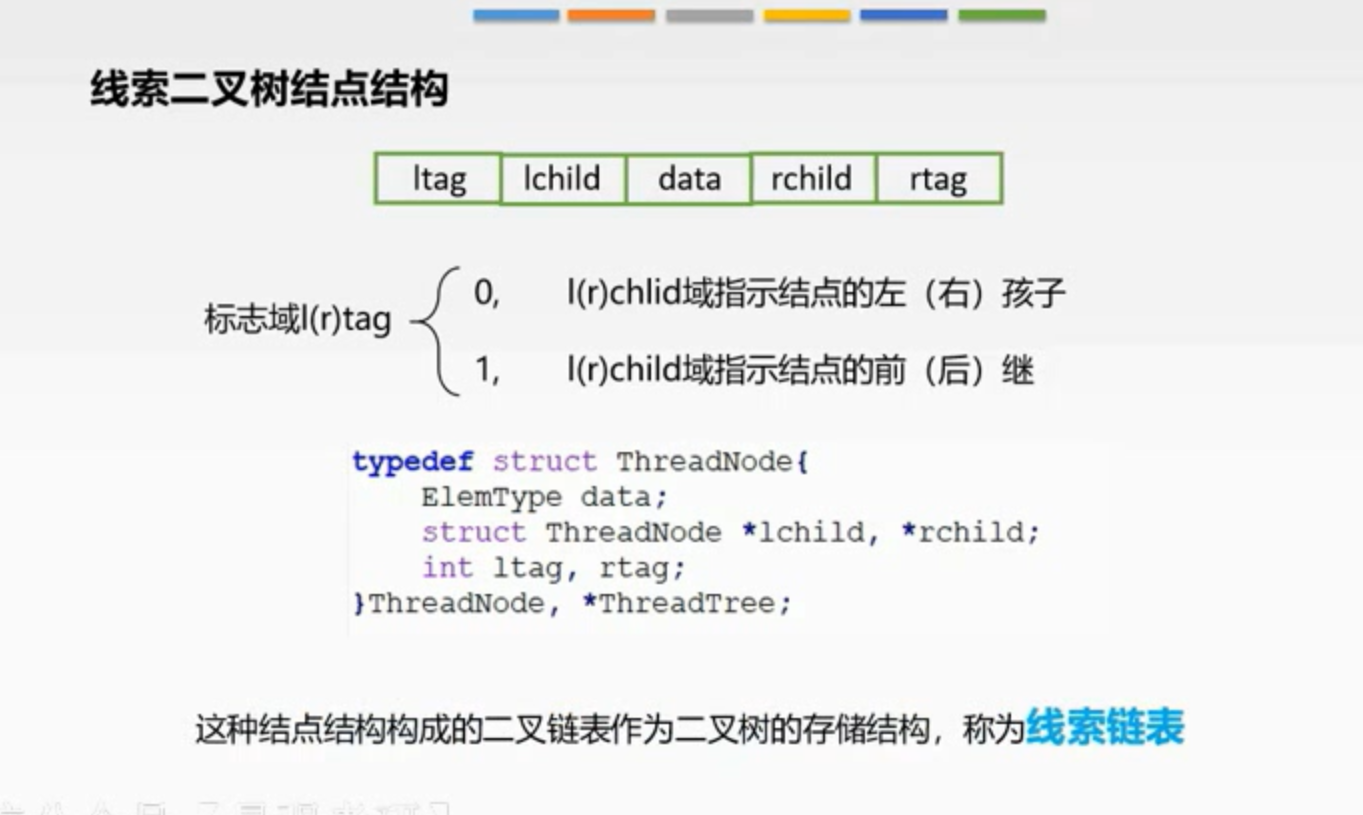 线索二叉树结点结构
ltag lchild data rchild rtag
0, l(r)chlid域指示结点的左（右）孩子
标志域l(r)tag
1, l(r)child域指示结点的前（后）继
typedef struct ThreadNode{
ElemType data;
struct ThreadNode *lchild, *rchild;
int ltag, rtag;
}ThreadNode, *ThreadTree;
这种结点结构构成的二叉链表作为二叉树的存储结构，称为线索链表